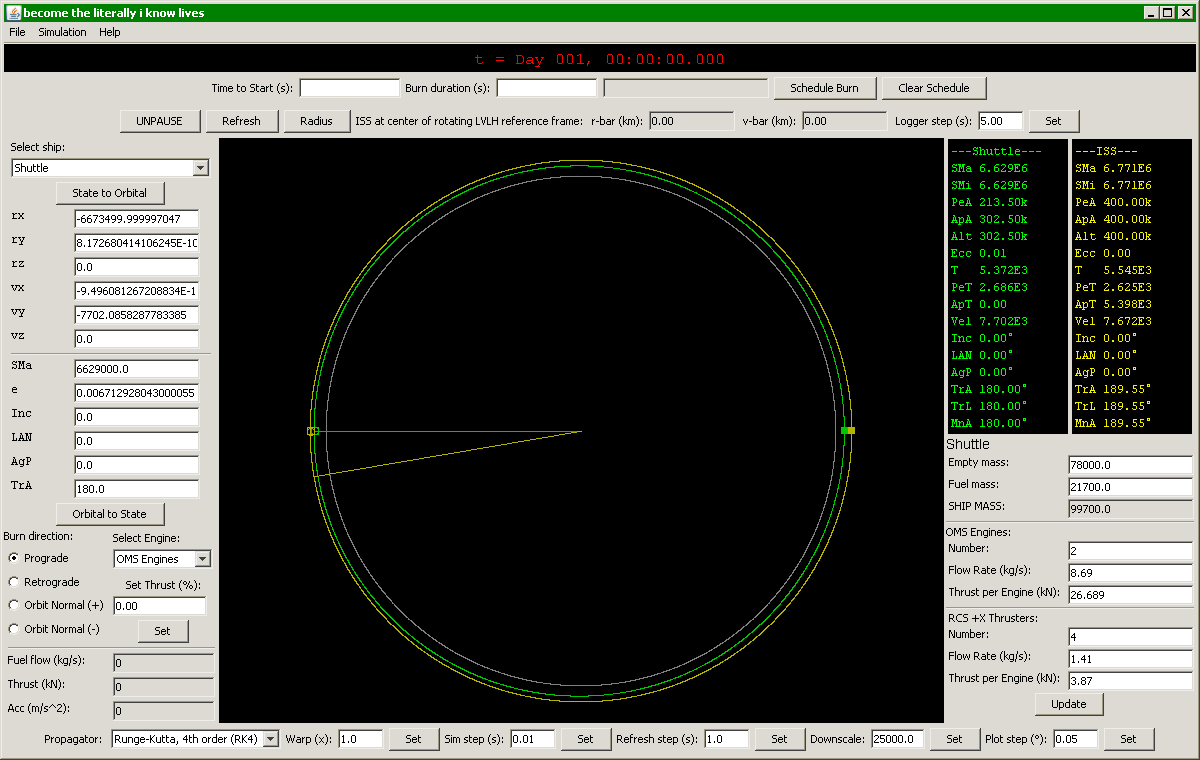 become the literally i know lives
File Simulation Help
t = Day 001, 00:00:00.000
Time to Start (s): Burn duration (s): Schedule Burn Clear Schedule
UNPAUSE Refresh Radius ISS at center of rotating LVLH reference frame: r-bar (km): 0.00 v-bar (km): 0.00 Logger step (s): 5.00 Set
Select ship:
Shuttle
State to Orbital
rx -6673499.999997047
ry 8.172680414106245E-10
rz 0.0
vx -9.496081267208834E-1
vy -7702.0858287783385
vz 0.0
SMa 6629000.0
e 0.006712928043000055
Inc 0.0
LAN 0.0
AgP 0.0
TrA 180.0
Orbital to State
Burn direction: Select Engine:
Prograde OMS Engines
Retrograde Set Thrust (%):
Orbit Normal (+) 0.00
Orbit Normal (-) Set
Fuel flow (kg/s): 0
Thrust (kN): 0
Acc (m/s^2): 0
---Shuttle---
SMa 6.629E6
SMi 6.629E6
PeA 213.50k
ApA 302.50k
Alt 302.50k
Ecc 0.01
T 5.372E3
PeT 2.686E3
ApT 0.00
Vel 7.702E3
Inc 0.00°
LAN 0.00°
AgP 0.00°
TrA 180.00°
TrL 180.00°
MnA 180.00°
---ISS---
SMa 6.771E6
SMi 6.771E6
PeA 400.00k
ApA 400.00k
Alt 400.00k
Ecc 0.00
T 5.545E3
PeT 2.625E3
ApT 5.398E3
Vel 7.672E3
Inc 0.00°
LAN 0.00°
AgP 0.00°
TrA 189.55°
TrL 189.55°
MnA 189.55°
Shuttle
Empty mass: 78000.0
Fuel mass: 21700.0
SHIP MASS: 99700.0
OMS Engines:
Number: 2
Flow Rate (kg/s): 8.69
Thrust per Engine (kN): 26.689
RCS +X Thrusters:
Number: 4
Flow Rate (kg/s): 1.41
Thrust per Engine (kN): 3.87
Update
Propagator: Runge-Kutta, 4th order (RK4) Warp (x): 1.0 Set Sim step (s): 0.01 Set Refresh step (s): 1.0 Set Downscale: 25000.0 Set Plot step (°): 0.05 Set